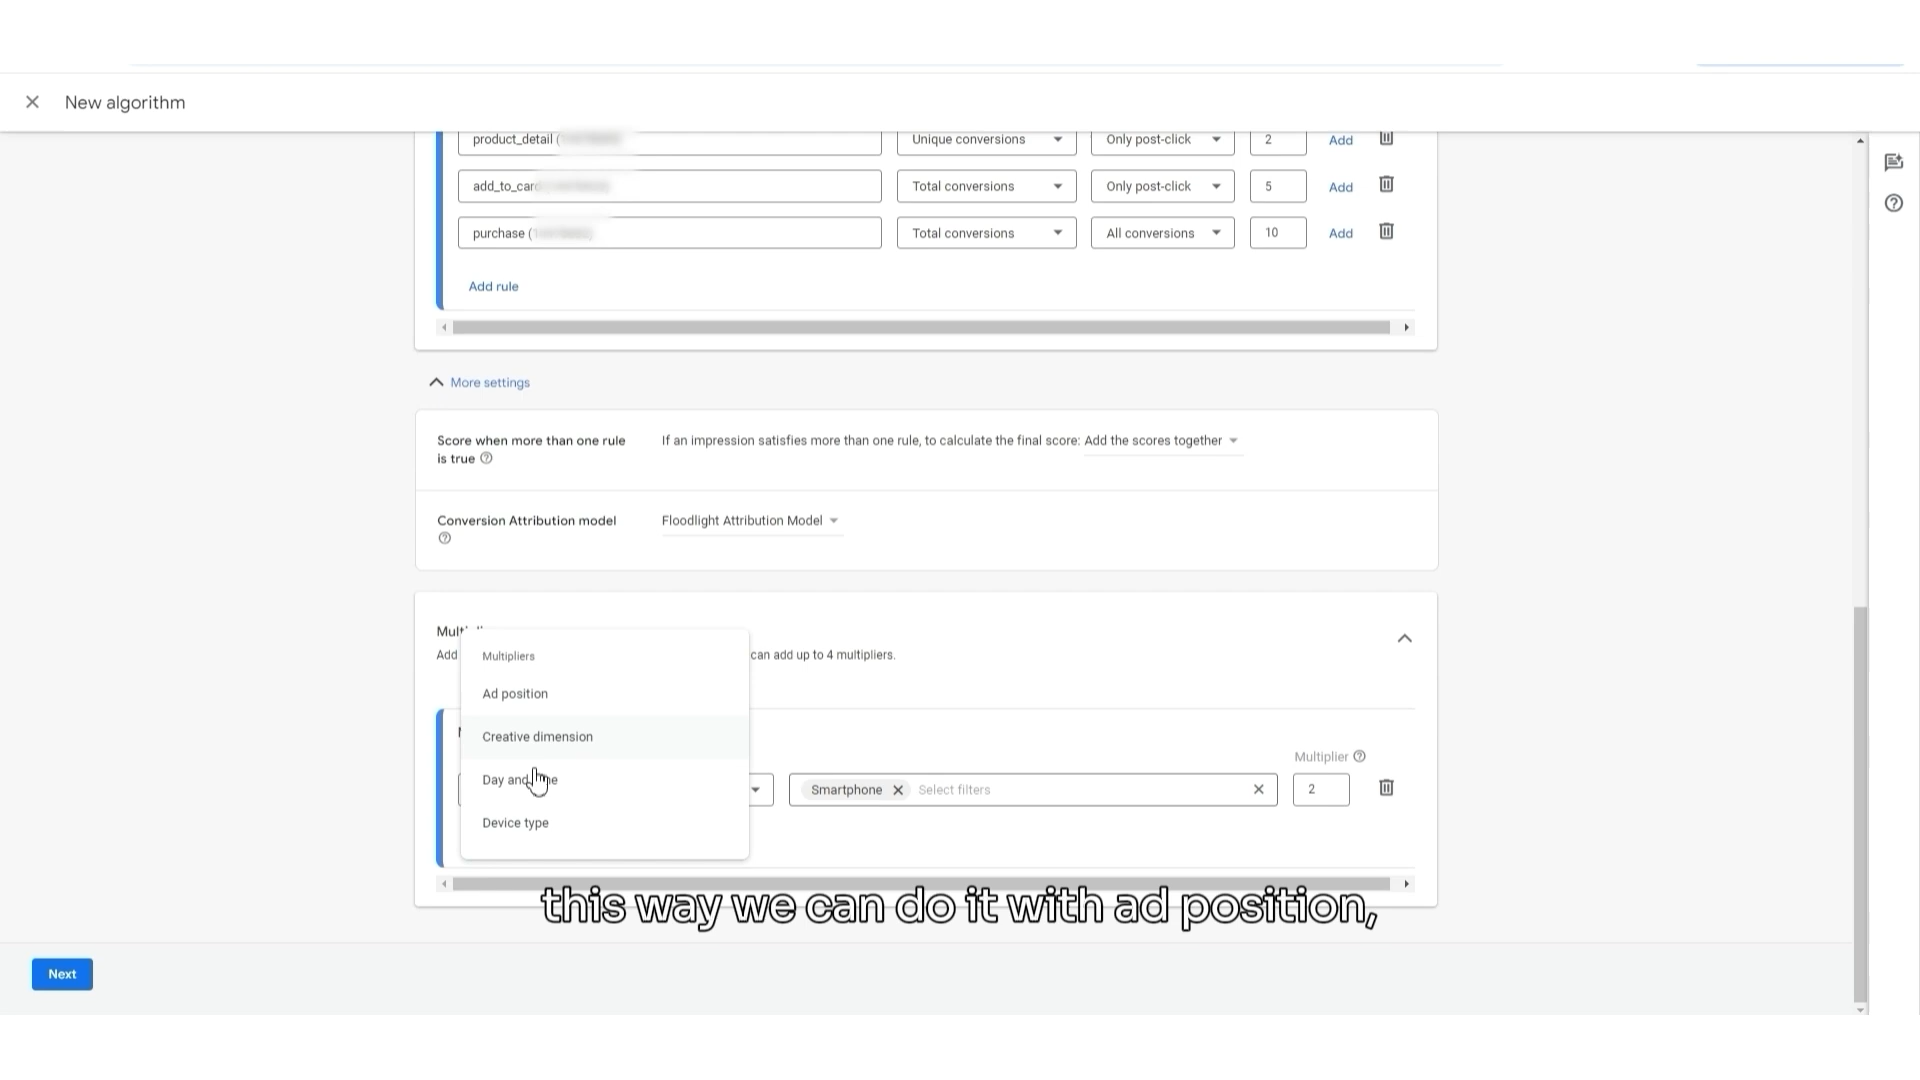 New algorithm
product_detail (
Unique conversions
Only post-click
2
Add
add_to_card
Total conversions
Only post-click
5
Add
purchase (
Total conversions
All conversions
10
Add
Add rule
More settings
Score when more than one rule
is true
If an impression satisfies more than one rule, to calculate the final score: Add the scores together
Conversion Attribution model
Floodlight Attribution Model
Add
can add up to 4 multipliers.
Multipliers
Ad position
Creative dimension
Day and
Device type
Multiplier
Smartphone
Select filters
2
this way we can do it with ad position,
Next